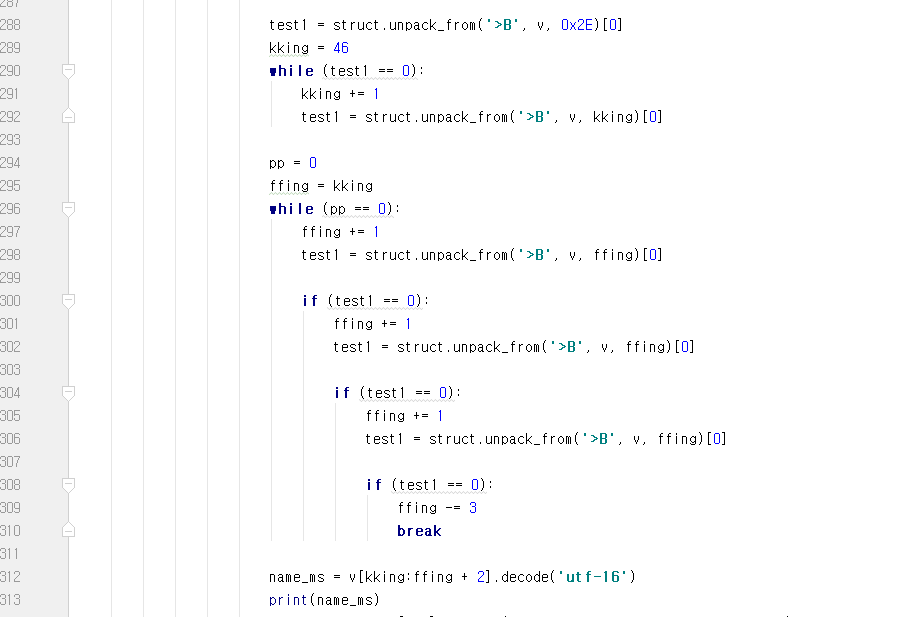 287
288 test1 = struct.unpack_from('>B', v, 0x2E)[0]
289 kking = 46
290 while (test1 == 0):
291 kking += 1
292 test1 = struct.unpack_from('>B', v, kking)[0]
293
294 pp = 0
295 ffing = kking
296 while (pp == 0):
297 ffing += 1
298 test1 = struct.unpack_from('>B', v, ffing)[0]
299
300 if (test1 == 0):
301 ffing += 1
302 test1 = struct.unpack_from('>B', v, ffing)[0]
303
304 if (test1 == 0):
305 ffing += 1
306 test1 = struct.unpack_from('>B', v, ffing)[0]
307
308 if (test1 == 0):
309 ffing -= 3
310 break
311
312 name_ms = v[kking:ffing + 2].decode('utf-16')
313 print(name_ms)